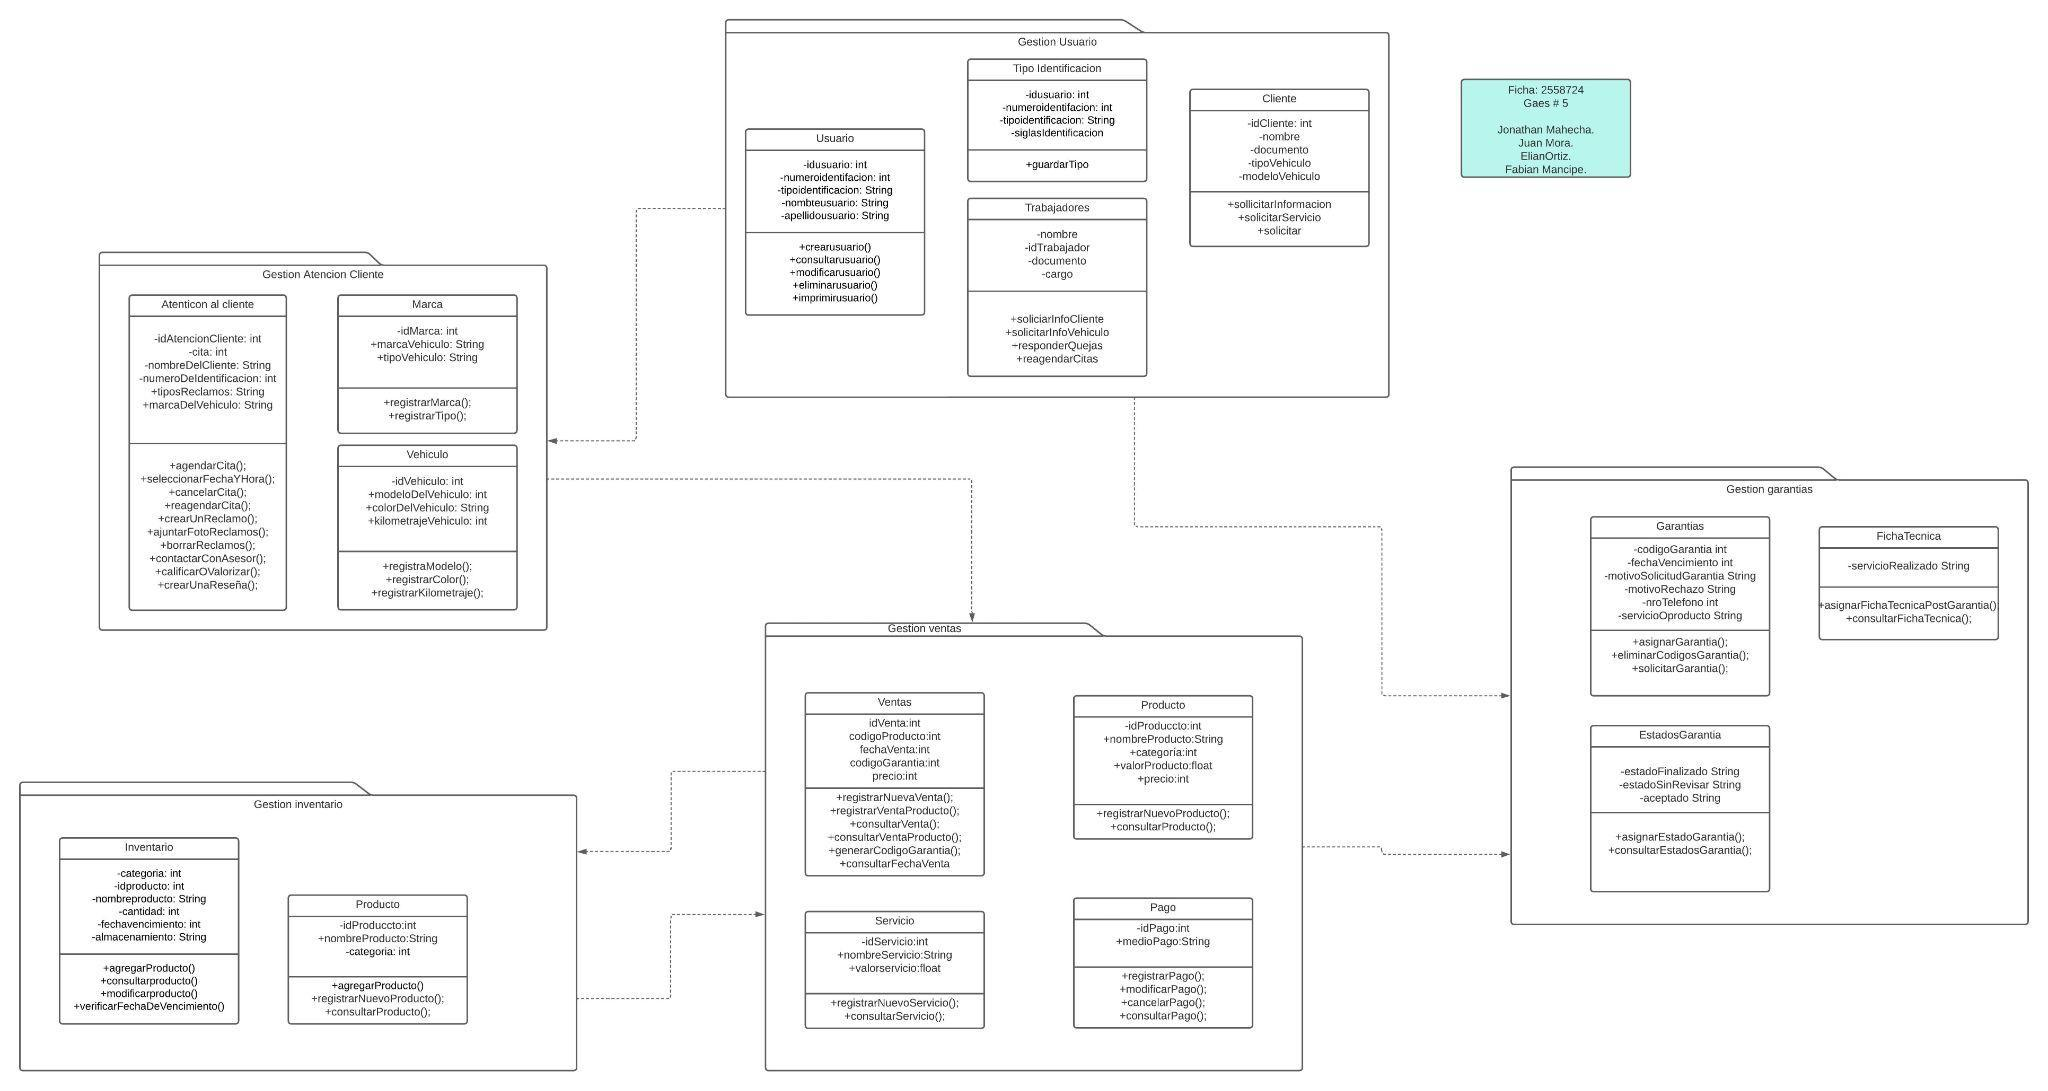 Gestion Usuario
Usuario
-idusuario: int
-numeroidentifacion: int
-tipoidentificacion: String
-nombteusuario: String
-apellidousuario: String
+crearusuario()
+consultarusuario()
+modificarusuario()
+eliminarusuario()
+imprimirusuario()
Tipo Identificacion
-idusuario: int
-numeroidentifacion: int
-tipoidentificacion: String
-siglasIdentificacion
+guardarTipo
Trabajadores
-nombre
-idTrabajador
-documento
-cargo
+soliciarInfoCliente
+solicitarInfoVehiculo
+responderQuejas
+reagendarCitas
Cliente
-idCliente: int
-nombre
-documento
-tipoVehiculo
-modeloVehiculo
+sollicitarInformacion
+solicitarServicio
+solicitar
Ficha: 2558724
Gaes # 5
Jonathan Mahecha.
Juan Mora.
ElianOrtiz.
Fabian Mancipe.
Gestion Atencion Cliente
Atenticon al cliente
-idAtencionCliente: int
-cita: int
-nombreDelCliente: String
-numeroDeIdentificacion: int
+tiposReclamos: String
+marcaDelVehiculo: String
+agendarCita();
+seleccionarFechaYHora();
+cancelarCita();
+reagendarCita();
+crearUnReclamo();
+ajuntarFotoReclamos();
+borrarReclamos();
+contactarConAsesor();
+calificarOValorizar();
+crearUnaReseña();
Marca
-idMarca: int
+marcaVehiculo: String
+tipoVehiculo: String
+registrarMarca();
+registrarTipo();
Vehiculo
-idVehiculo: int
+modeloDelVehiculo: int
+colorDelVehiculo: String
+kilometrajeVehiculo: int
+registraModelo();
+registrarColor();
+registrarKilometraje();
Gestion garantias
Garantias
-codigoGarantia int
-fechaVencimiento int
-motivoSolicitudGarantia String
-motivoRechazo String
-nroTelefono int
-servicioOproducto String
+asignarGarantia();
+eliminarCodigosGarantia();
+solicitarGarantia();
FichaTecnica
-servicioRealizado String
+asignarFichaTecnicaPostGarantia();
+consultarFichaTecnica();
EstadosGarantia
-estadoFinalizado String
-estadoSinRevisar String
-aceptado String
+asignarEstadoGarantia();
+consultarEstadosGarantia();
Gestion ventas
Ventas
idVenta:int
codigoProducto:int
fechaVenta:int
codigoGarantia:int
precio:int
+registrarNuevaVenta();
+registrarVentaProducto();
+consultarVenta();
+consultarVentaProducto();
+generarCodigoGarantia();
+consultarFechaVenta
Producto
-idProduccto:int
+nombreProducto:String
+categoria:int
+valorProducto:float
+precio:int
+registrarNuevoProducto();
+consultarProducto();
Servicio
-idServicio:int
+nombreServicio:String
+valorservicio:float
+registrarNuevoServicio();
+consultarServicio();
Pago
-idPago:int
+medioPago:String
+registrarPago();
+modificarPago();
+cancelarPago();
+consultarPago();
Gestion inventario
Inventario
-categoria: int
-idproducto: int
-nombreproducto: String
-cantidad: int
-fechavencimiento: int
-almacenamiento: String
+agregarProducto()
+consultarproducto()
+modificarproducto()
+verificarFechaDeVencimiento()
Producto
-idProduccto:int
+nombreProducto:String
-categoria: int
+agregarProducto()
+registrarNuevoProducto();
+consultarProducto();